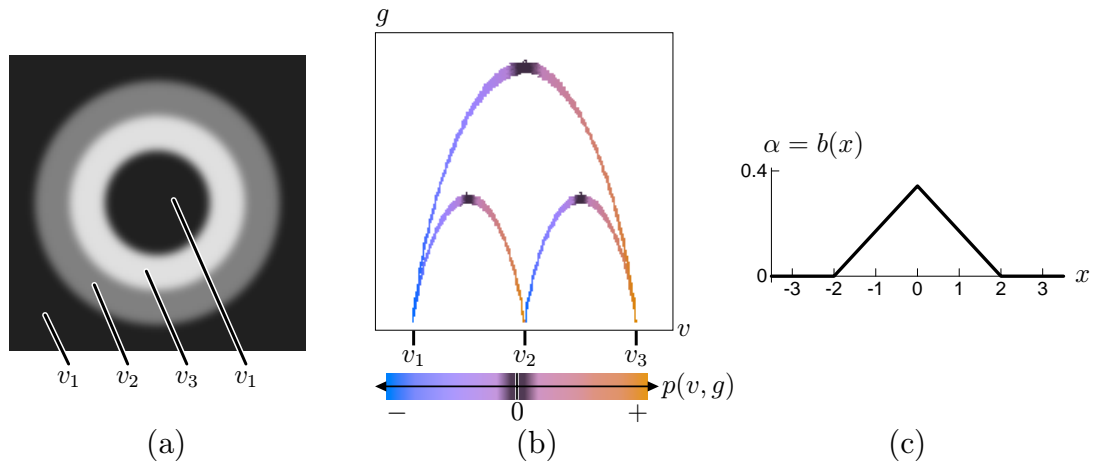 v₁ v₂ v₃ v₁
(a)
g
v
v₁ v₂ v₃
p(v, g)
− 0 +
(b)
α = b(x)
0.4
0
-3 -2 -1 0 1 2 3
x
(c)